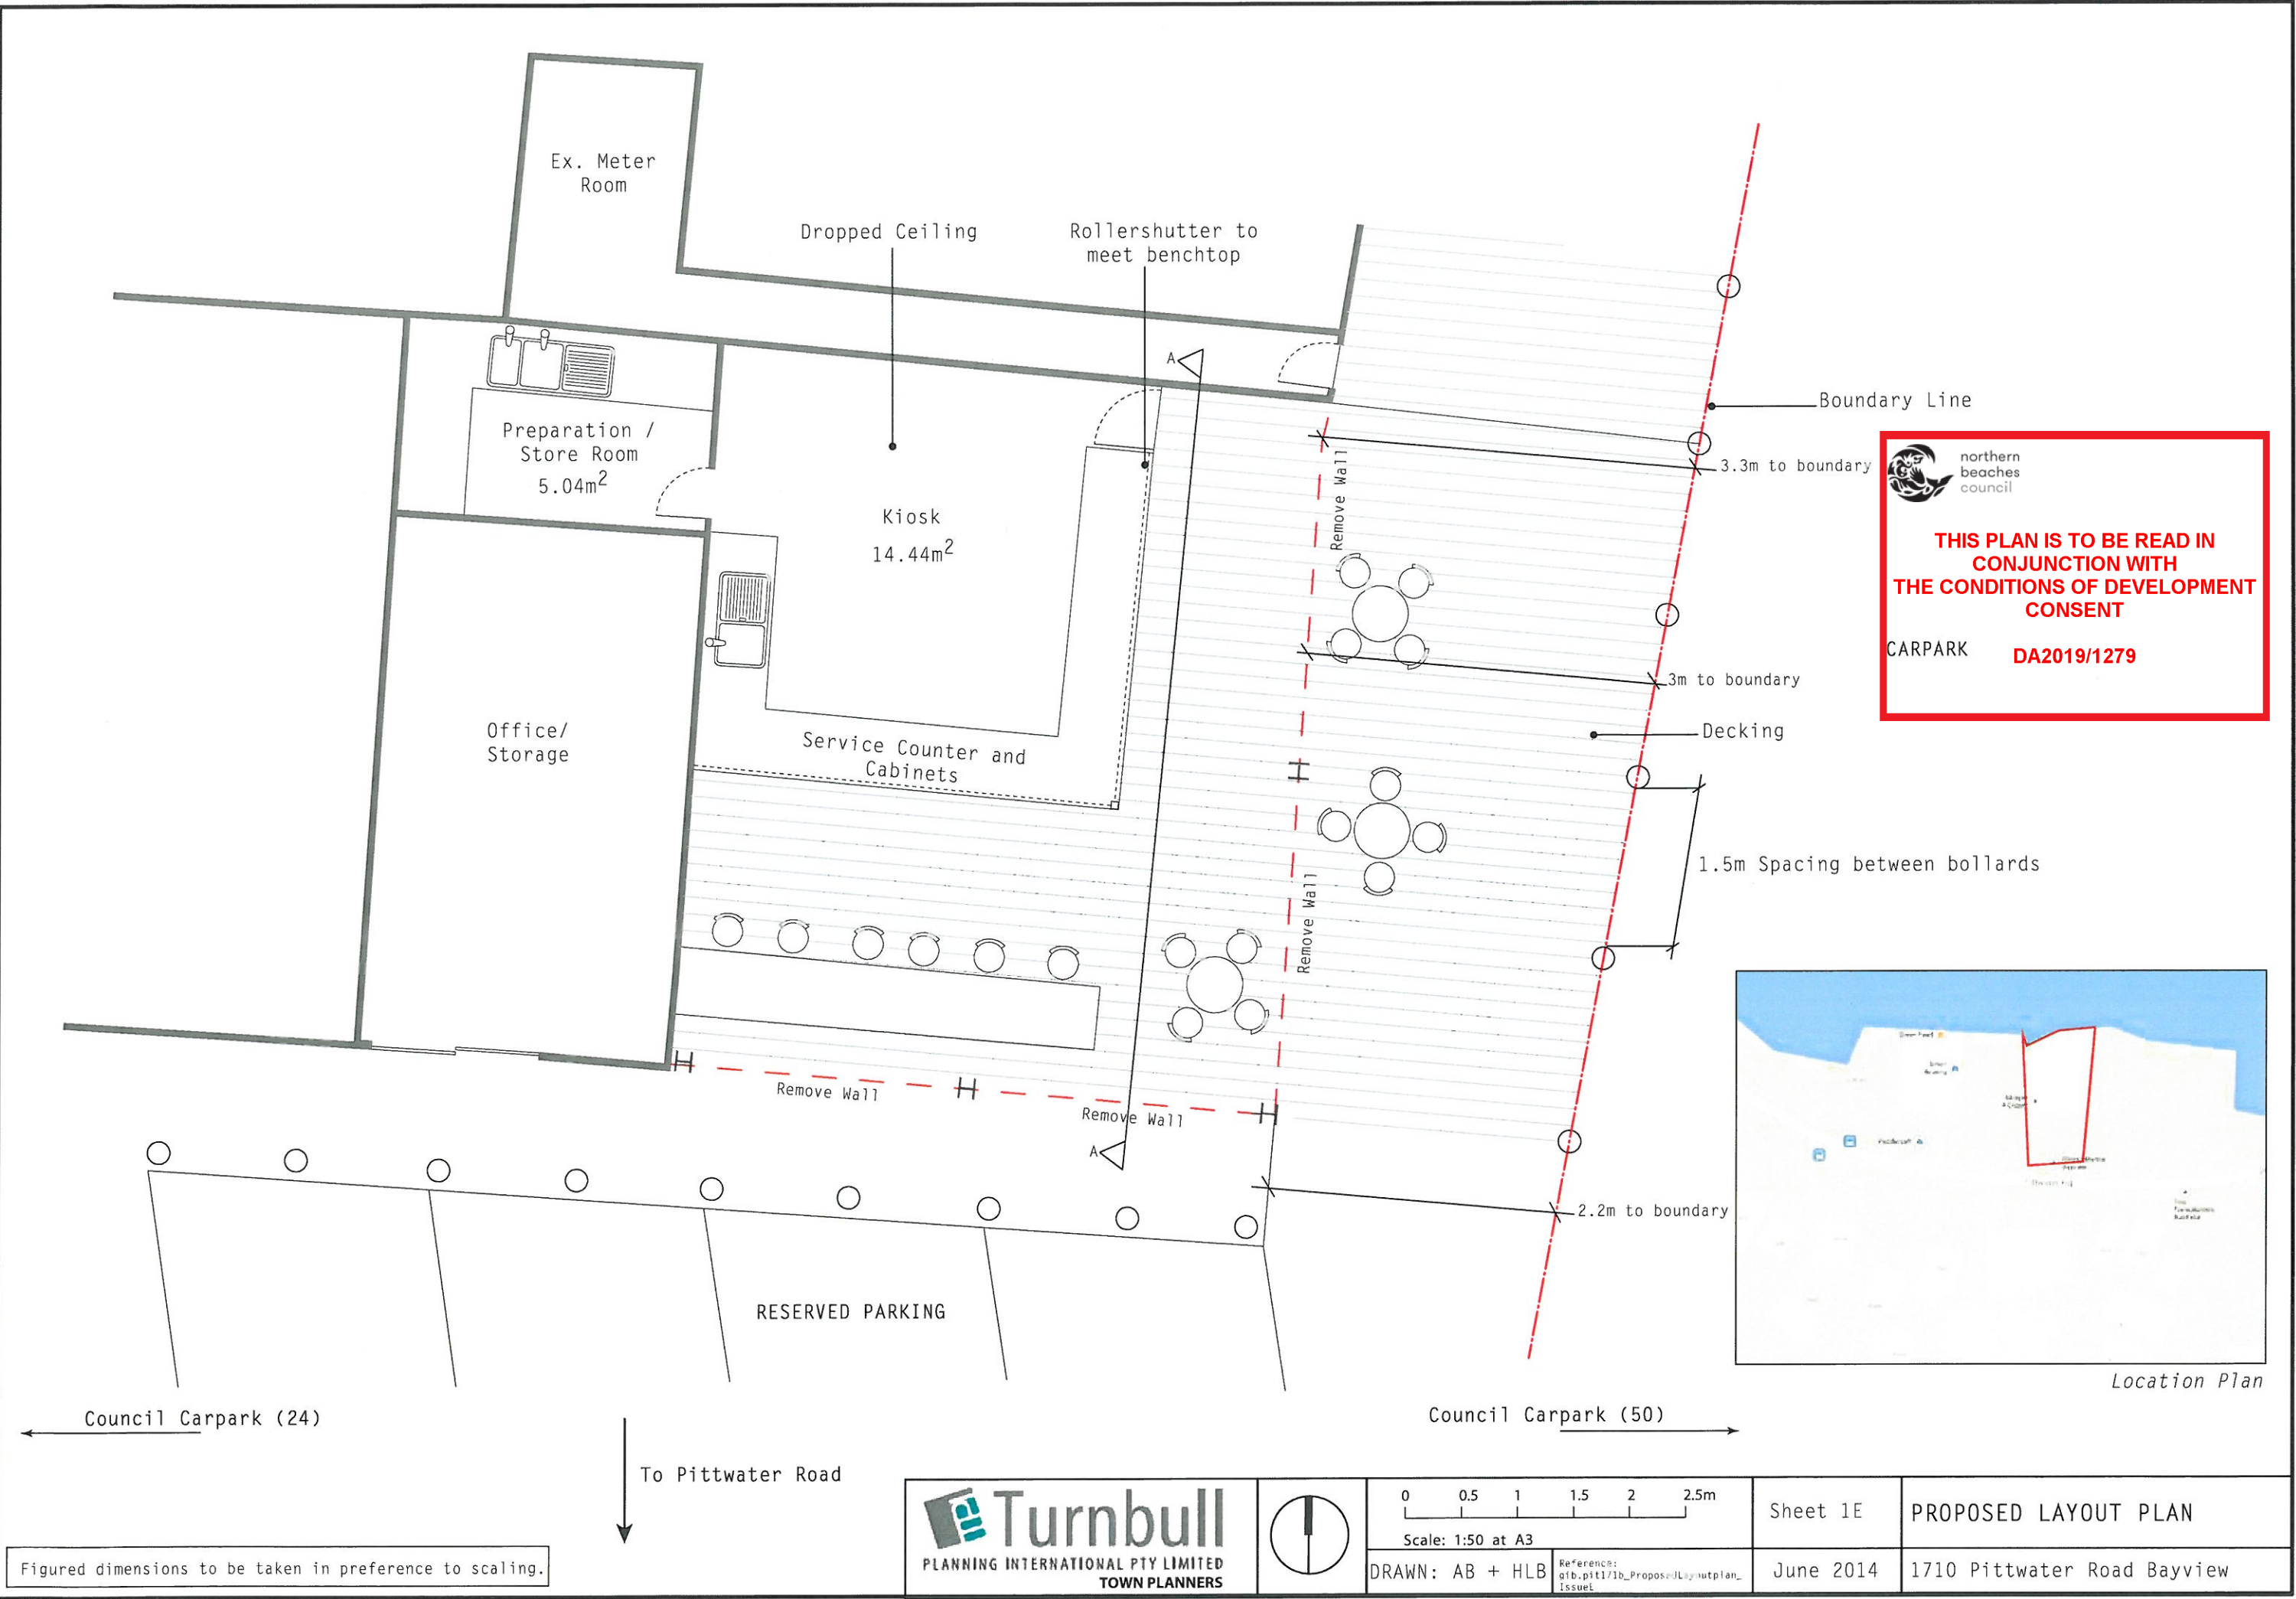 Ex. Meter
Room
Dropped Ceiling
Rollershutter to
meet benchtop
A
Boundary Line
3.3m to boundary
Remove Wall
Preparation /
Store Room
5.04m2
Kiosk
14.44m2
northern
beaches
council
THIS PLAN IS TO BE READ IN
CONJUNCTION WITH
THE CONDITIONS OF DEVELOPMENT
CONSENT
CARPARK
DA2019/1279
3m to boundary
Decking
Office/
Storage
Service Counter and
Cabinets
1.5m Spacing between bollards
Remove Wall
Remove Wall
Remove Wall
A
2.2m to boundary
RESERVED PARKING
Location Plan
Council Carpark (24)
Council Carpark (50)
To Pittwater Road
Figured dimensions to be taken in preference to scaling.
Turnbull
PLANNING INTERNATIONAL PTY LIMITED
TOWN PLANNERS
0 0.5 1 1.5 2 2.5m
Scale: 1:50 at A3
DRAWN: AB + HLB
Reference:
Sheet 1E
June 2014
PROPOSED LAYOUT PLAN
1710 Pittwater Road Bayview